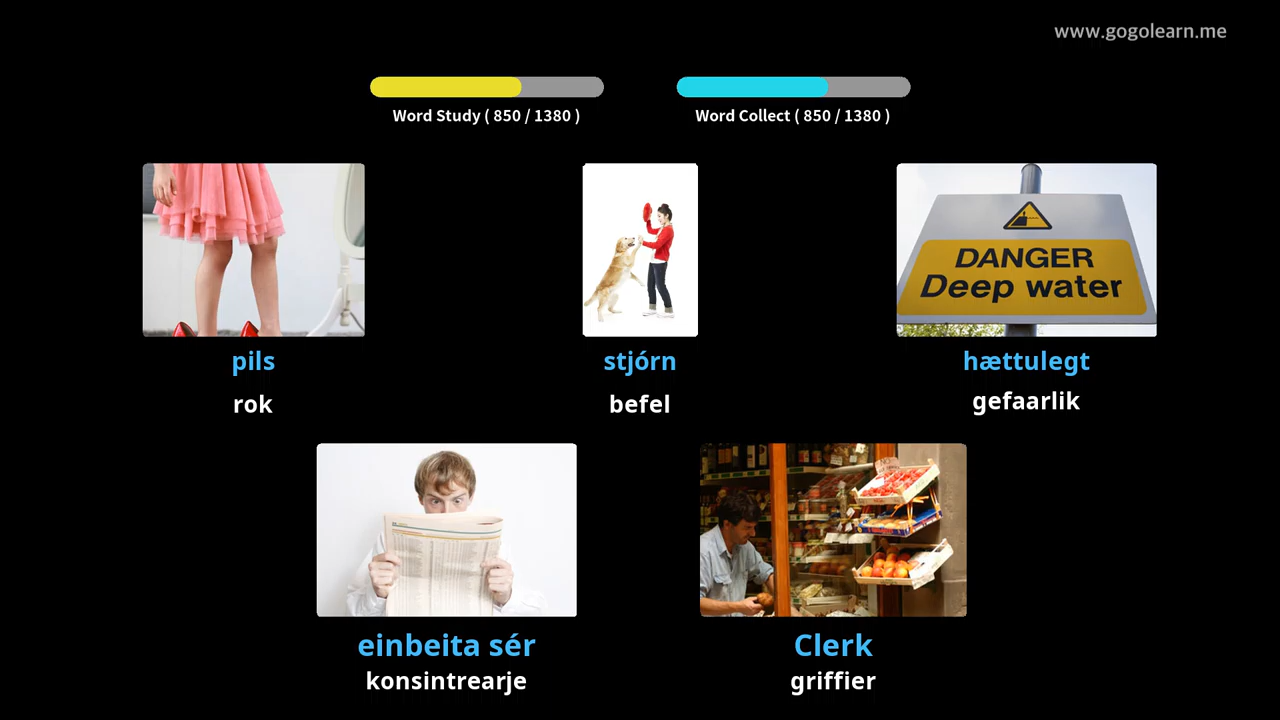 www.gogolearn.me
Word Study ( 850 / 1380 )
Word Collect ( 850 / 1380 )
DANGER
Deep water
pils
stjórn
hættulegt
rok
befel
gefaarlik
einbeita sér
Clerk
konsintrearje
griffier